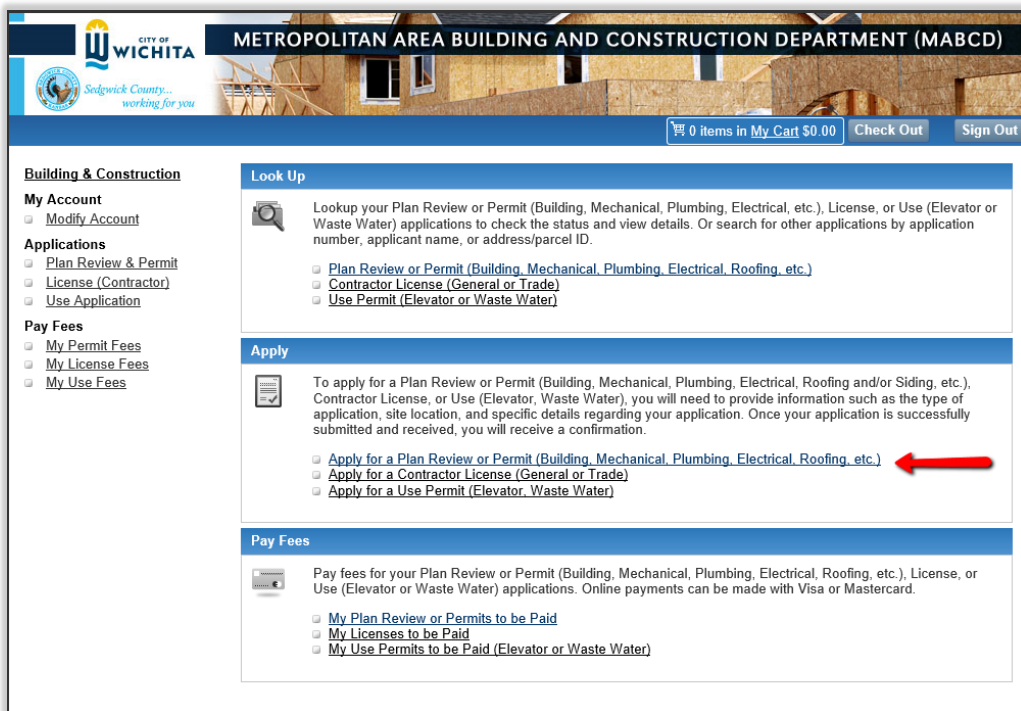 CITY OF
WICHITA
METROPOLITAN AREA BUILDING AND CONSTRUCTION DEPARTMENT (MABCD)
Sedgwick County...
working for you
0 items in My Cart $0.00
Check Out
Sign Out
Building & Construction
My Account
Modify Account
Applications
Plan Review & Permit
License (Contractor)
Use Application
Pay Fees
My Permit Fees
My License Fees
My Use Fees
Look Up
Lookup your Plan Review or Permit (Building, Mechanical, Plumbing, Electrical, etc.), License, or Use (Elevator or
Waste Water) applications to check the status and view details. Or search for other applications by application
number, applicant name, or address/parcel ID.
Plan Review or Permit (Building, Mechanical, Plumbing, Electrical, Roofing, etc.)
Contractor License (General or Trade)
Use Permit (Elevator or Waste Water)
Apply
To apply for a Plan Review or Permit (Building, Mechanical, Plumbing, Electrical, Roofing and/or Siding, etc.),
Contractor License, or Use (Elevator, Waste Water), you will need to provide information such as the type of
application, site location, and specific details regarding your application. Once your application is successfully
submitted and received, you will receive a confirmation.
Apply for a Plan Review or Permit (Building, Mechanical, Plumbing, Electrical, Roofing, etc.)
Apply for a Contractor License (General or Trade)
Apply for a Use Permit (Elevator, Waste Water)
Pay Fees
Pay fees for your Plan Review or Permit (Building, Mechanical, Plumbing, Electrical, Roofing, etc.), License, or
Use (Elevator or Waste Water) applications. Online payments can be made with Visa or Mastercard.
My Plan Review or Permits to be Paid
My Licenses to be Paid
My Use Permits to be Paid (Elevator or Waste Water)